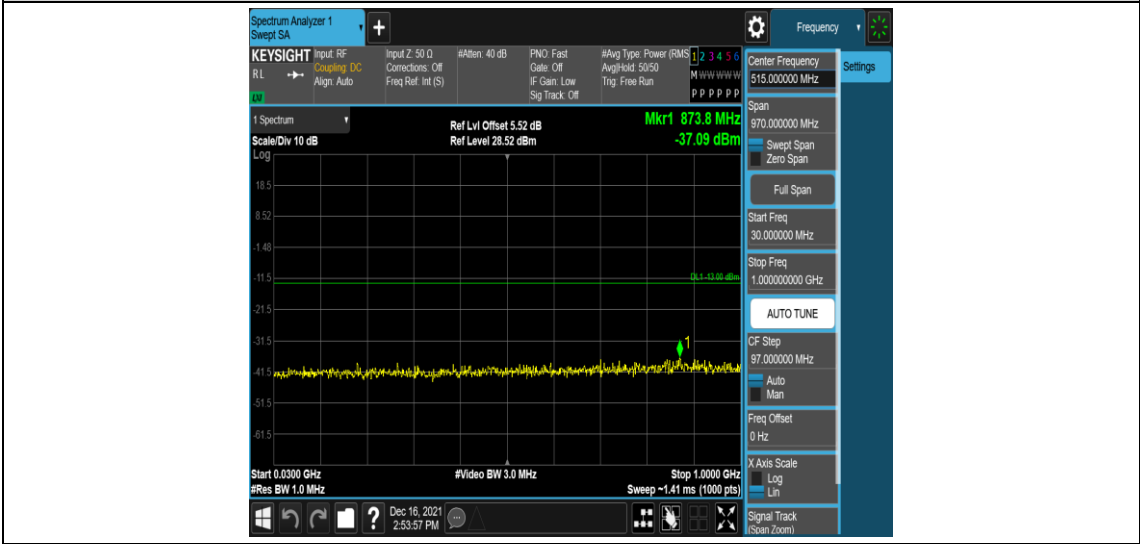 Spectrum Analyzer 1
Swept SA
+
Frequency
KEYSIGHT
RL
LXI
Input: RF
Coupling: DC
Align: Auto
Input Z: 50 Ω
Corrections: Off
Freq Ref: Int (S)
#Atten: 40 dB
PNO: Fast
Gate: Off
IF Gain: Low
Sig Track: Off
#Avg Type: Power (RMS
Avg|Hold: 50/50
Trig: Free Run
1 2 3 4 5 6
M W W W W W
P P P P P P
1 Spectrum
Scale/Div 10 dB
Log
Ref Lvl Offset 5.52 dB
Ref Level 28.52 dBm
Mkr1 873.8 MHz
-37.09 dBm
18.5
8.52
-1.48
-11.5
DL1 -13.00 dBm
-21.5
-31.5
1
-41.5
-51.5
-61.5
Start 0.0300 GHz
#Res BW 1.0 MHz
#Video BW 3.0 MHz
Stop 1.0000 GHz
Sweep ~1.41 ms (1000 pts)
?
Dec 16, 2021
2:53:57 PM
Center Frequency
515.000000 MHz
Span
970.000000 MHz
Swept Span
Zero Span
Full Span
Start Freq
30.000000 MHz
Stop Freq
1.000000000 GHz
AUTO TUNE
CF Step
97.000000 MHz
Auto
Man
Freq Offset
0 Hz
X Axis Scale
Log
Lin
Signal Track
(Span Zoom)
Settings